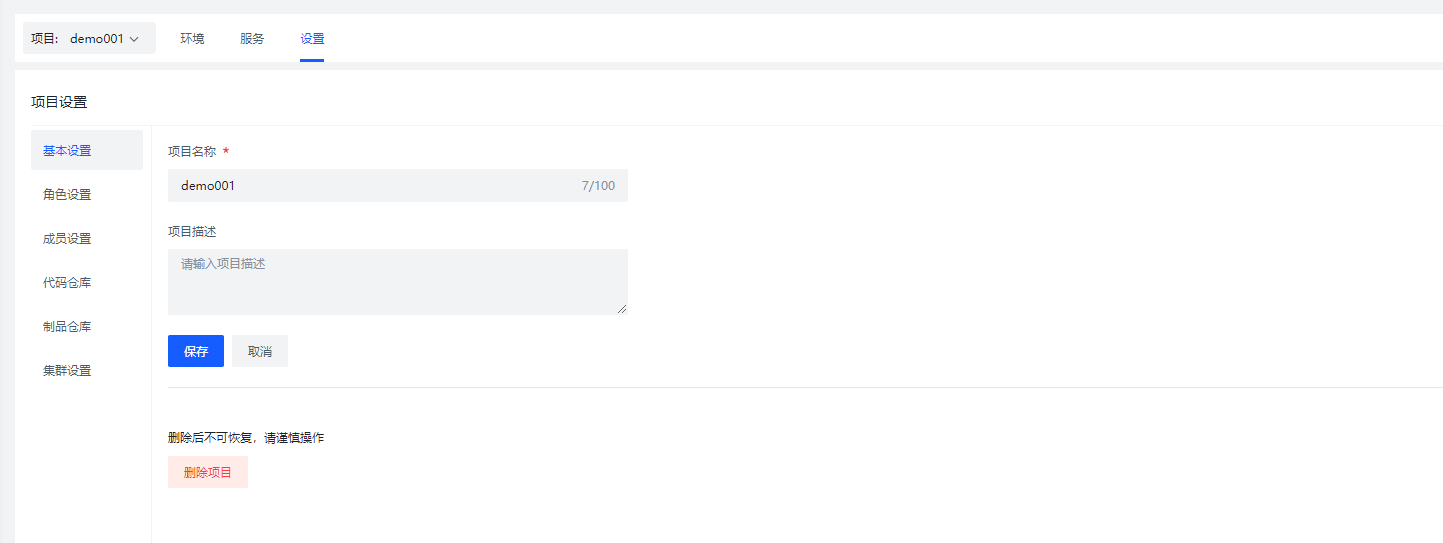 项目: demo001 环境 服务 设置
项目设置
基本设置
角色设置
成员设置
代码仓库
制品仓库
集群设置
项目名称 *
demo001 7/100
项目描述
请输入项目描述
保存 取消
删除后不可恢复，请谨慎操作
删除项目